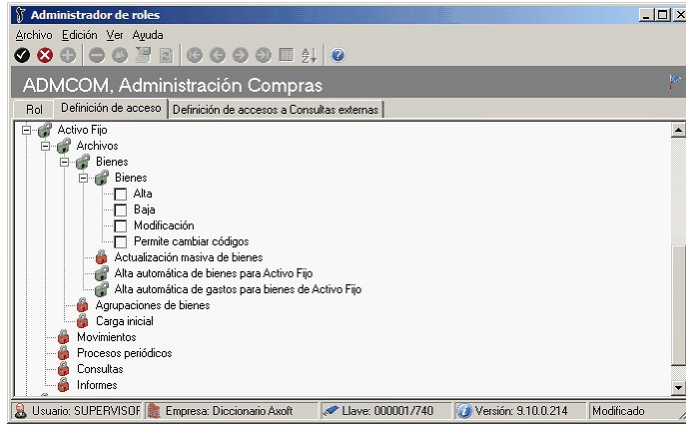 Administrador de roles
Archivo Edición Ver Ayuda
ADMCOM, Administración Compras
Rol Definición de acceso Definición de accesos a Consultas externas
Activo Fijo
Archivos
Bienes
Bienes
Alta
Baja
Modificación
Permite cambiar códigos
Actualización masiva de bienes
Alta automática de bienes para Activo Fijo
Alta automática de gastos para bienes de Activo Fijo
Agrupaciones de bienes
Carga inicial
Movimientos
Procesos periódicos
Consultas
Informes
Usuario: SUPERVISOR Empresa: Diccionario Axoft Llave: 000001/740 Versión: 9.10.0.214 Modificado